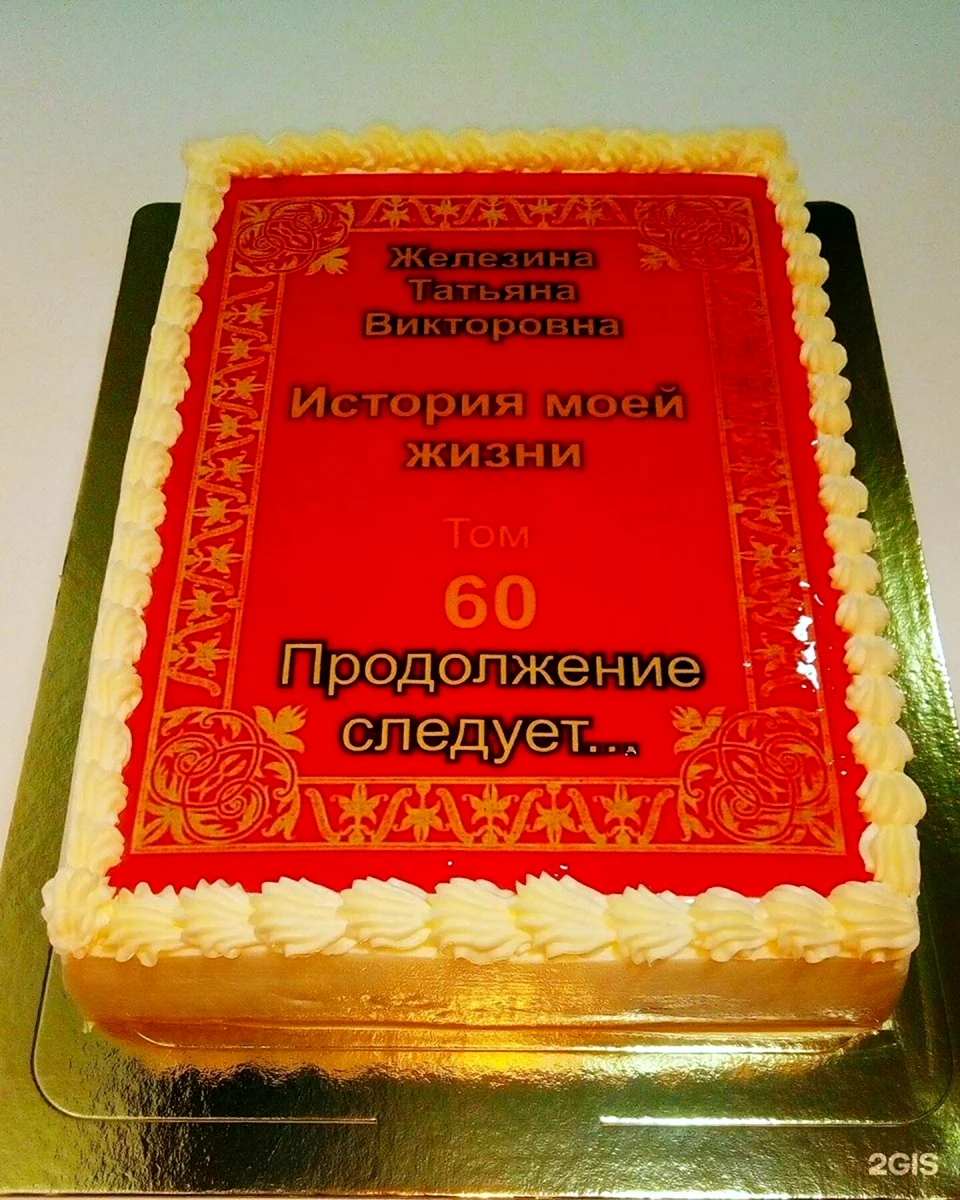 Железина
Татьяна
Викторовна
История моей
жизни
Том
60
Продолжение
следует...
2GIS